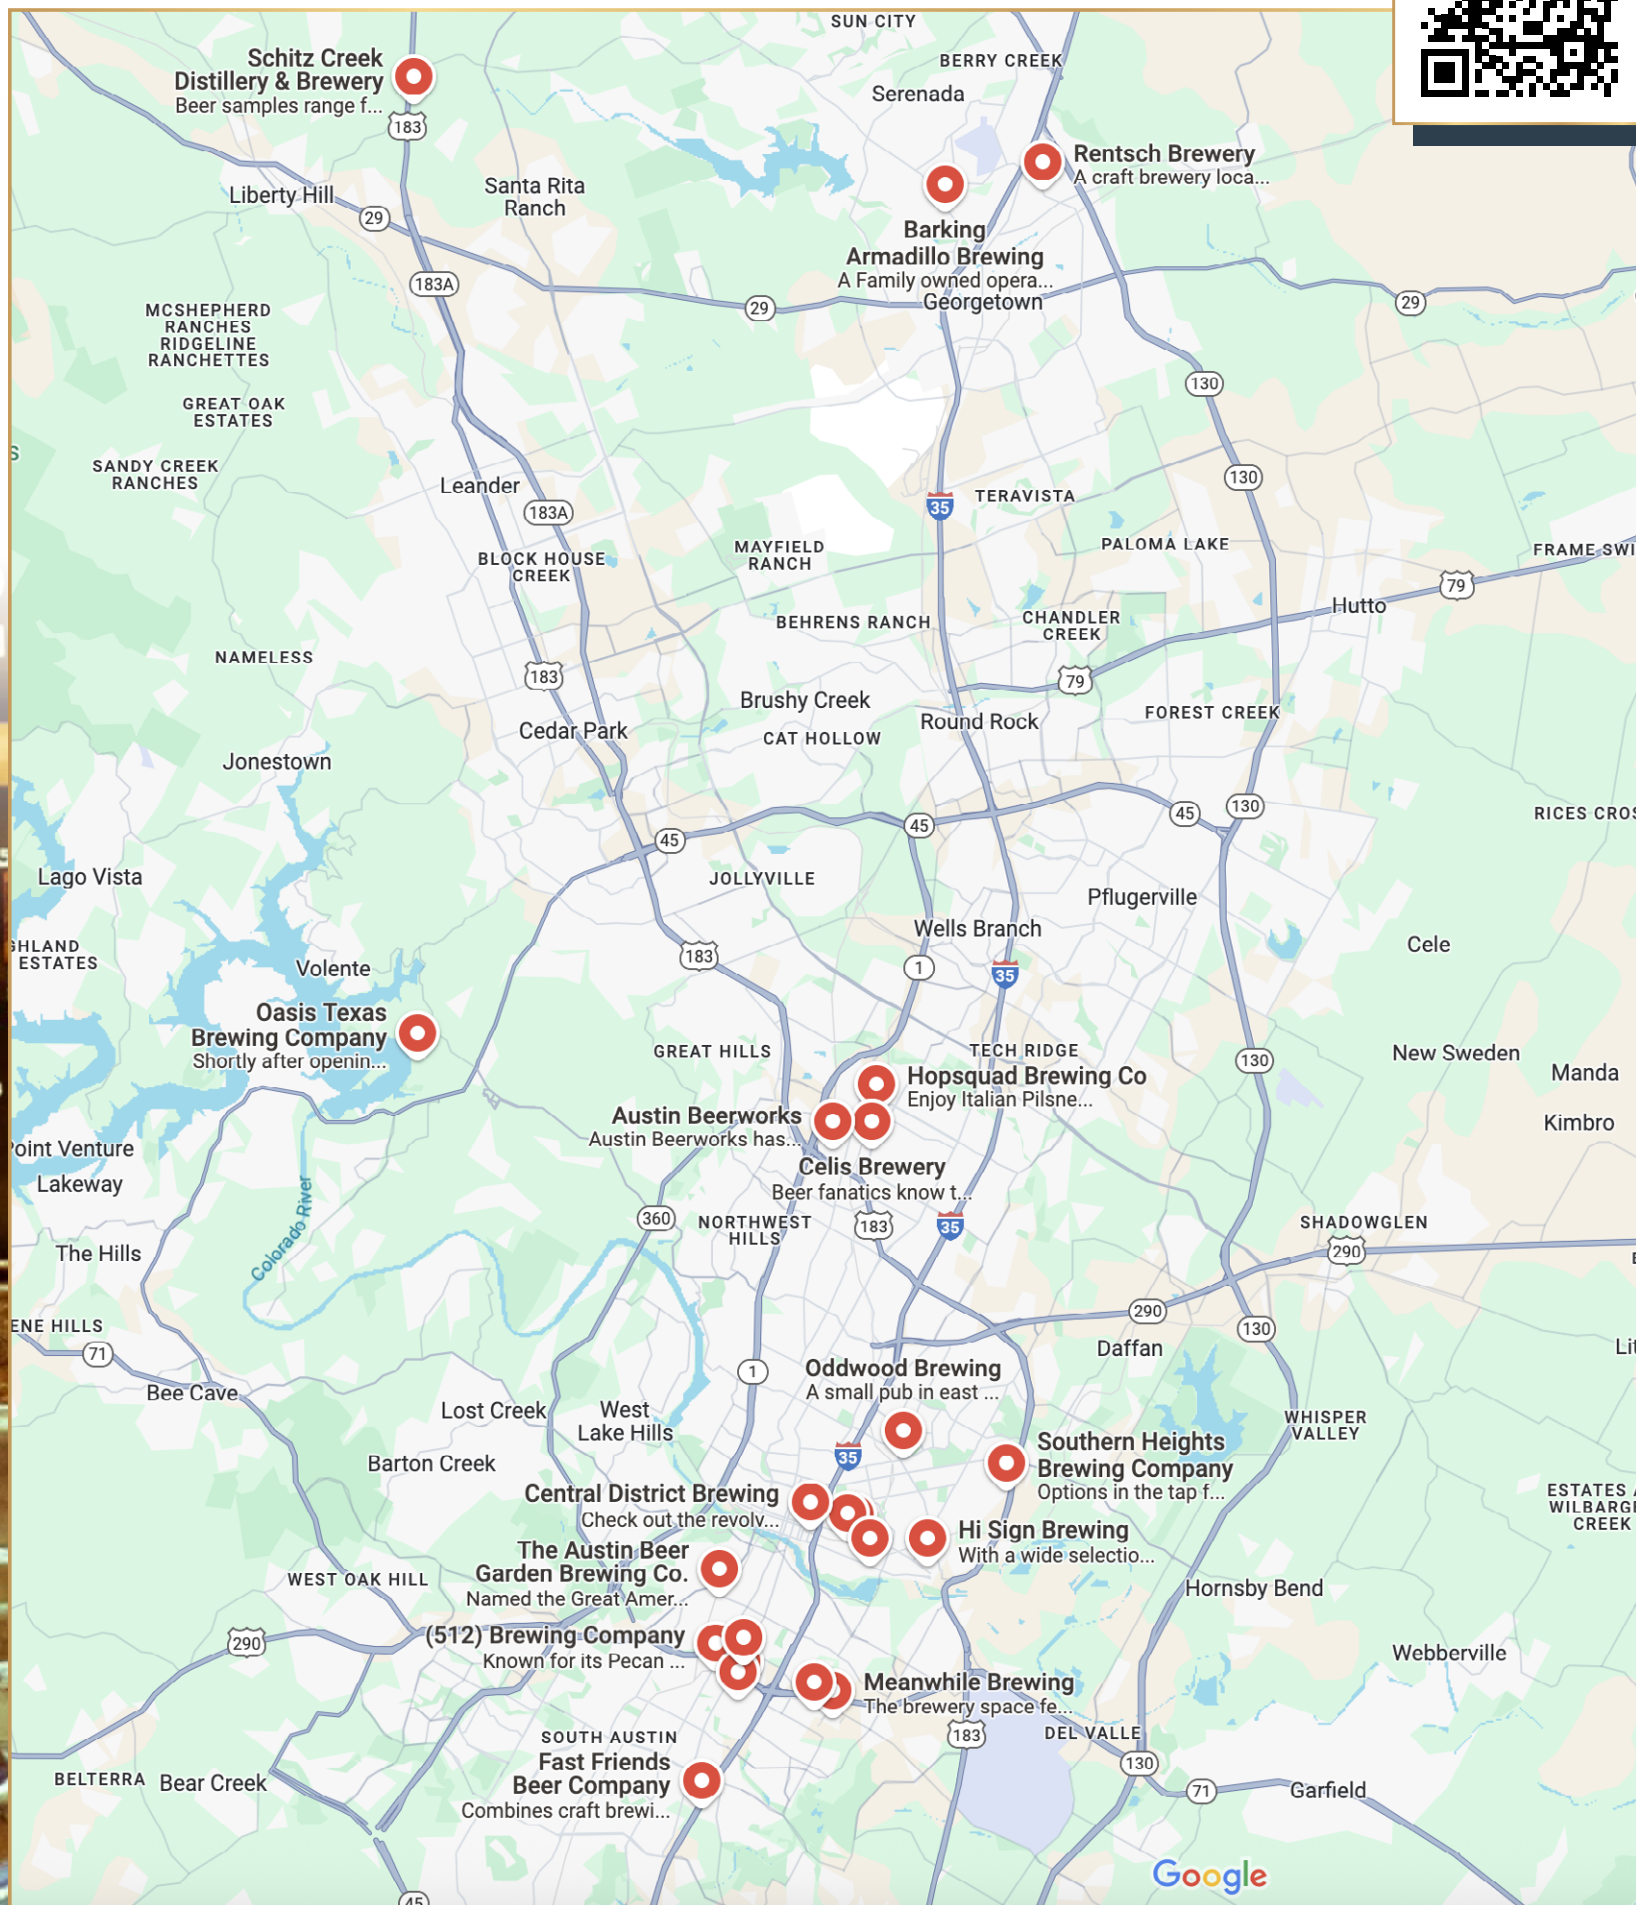 SUN CITY
Schitz Creek
Distillery & Brewery
Beer samples range f...
183
BERRY CREEK
Serenada
Rentsch Brewery
A craft brewery loca...
Liberty Hill
29
Santa Rita
Ranch
Barking
Armadillo Brewing
A Family owned opera...
Georgetown
183A
29
29
MCSHEPHERD
RANCHES
RIDGELINE
RANCHETTES
130
GREAT OAK
ESTATES
S
SANDY CREEK
RANCHES
Leander
183A
35
TERAVISTA
130
BLOCK HOUSE
CREEK
MAYFIELD
RANCH
PALOMA LAKE
FRAME SWI
79
Hutto
BEHRENS RANCH
CHANDLER
CREEK
NAMELESS
183
79
Brushy Creek
Round Rock
FOREST CREEK
Cedar Park
CAT HOLLOW
Jonestown
45
45
45
130
RICES CROS
Lago Vista
JOLLYVILLE
Pflugerville
Wells Branch
GHLAND
ESTATES
Volente
183
1
35
Cele
Oasis Texas
Brewing Company
Shortly after openin...
GREAT HILLS
TECH RIDGE
130
New Sweden
Manda
Hopsquad Brewing Co
Enjoy Italian Pilsne...
Austin Beerworks
Austin Beerworks has...
Kimbro
Point Venture
Lakeway
Celis Brewery
Beer fanatics know t...
Colorado River
360
NORTHWEST
HILLS
183
35
SHADOWGLEN
290
The Hills
E
290
130
ENE HILLS
71
Daffan
Lit
Bee Cave
1
Oddwood Brewing
A small pub in east ...
Lost Creek
West
Lake Hills
WHISPER
VALLEY
Barton Creek
35
Southern Heights
Brewing Company
Options in the tap f...
Central District Brewing
Check out the revolv...
ESTATES
WILBARG
CREEK
Hi Sign Brewing
With a wide selectio...
The Austin Beer
Garden Brewing Co.
Named the Great Amer...
WEST OAK HILL
Hornsby Bend
290
(512) Brewing Company
Known for its Pecan ...
Webberville
Meanwhile Brewing
The brewery space fe...
SOUTH AUSTIN
183
DEL VALLE
Fast Friends
Beer Company
Combines craft brewi...
BELTERRA
Bear Creek
130
71
Garfield
Google
45